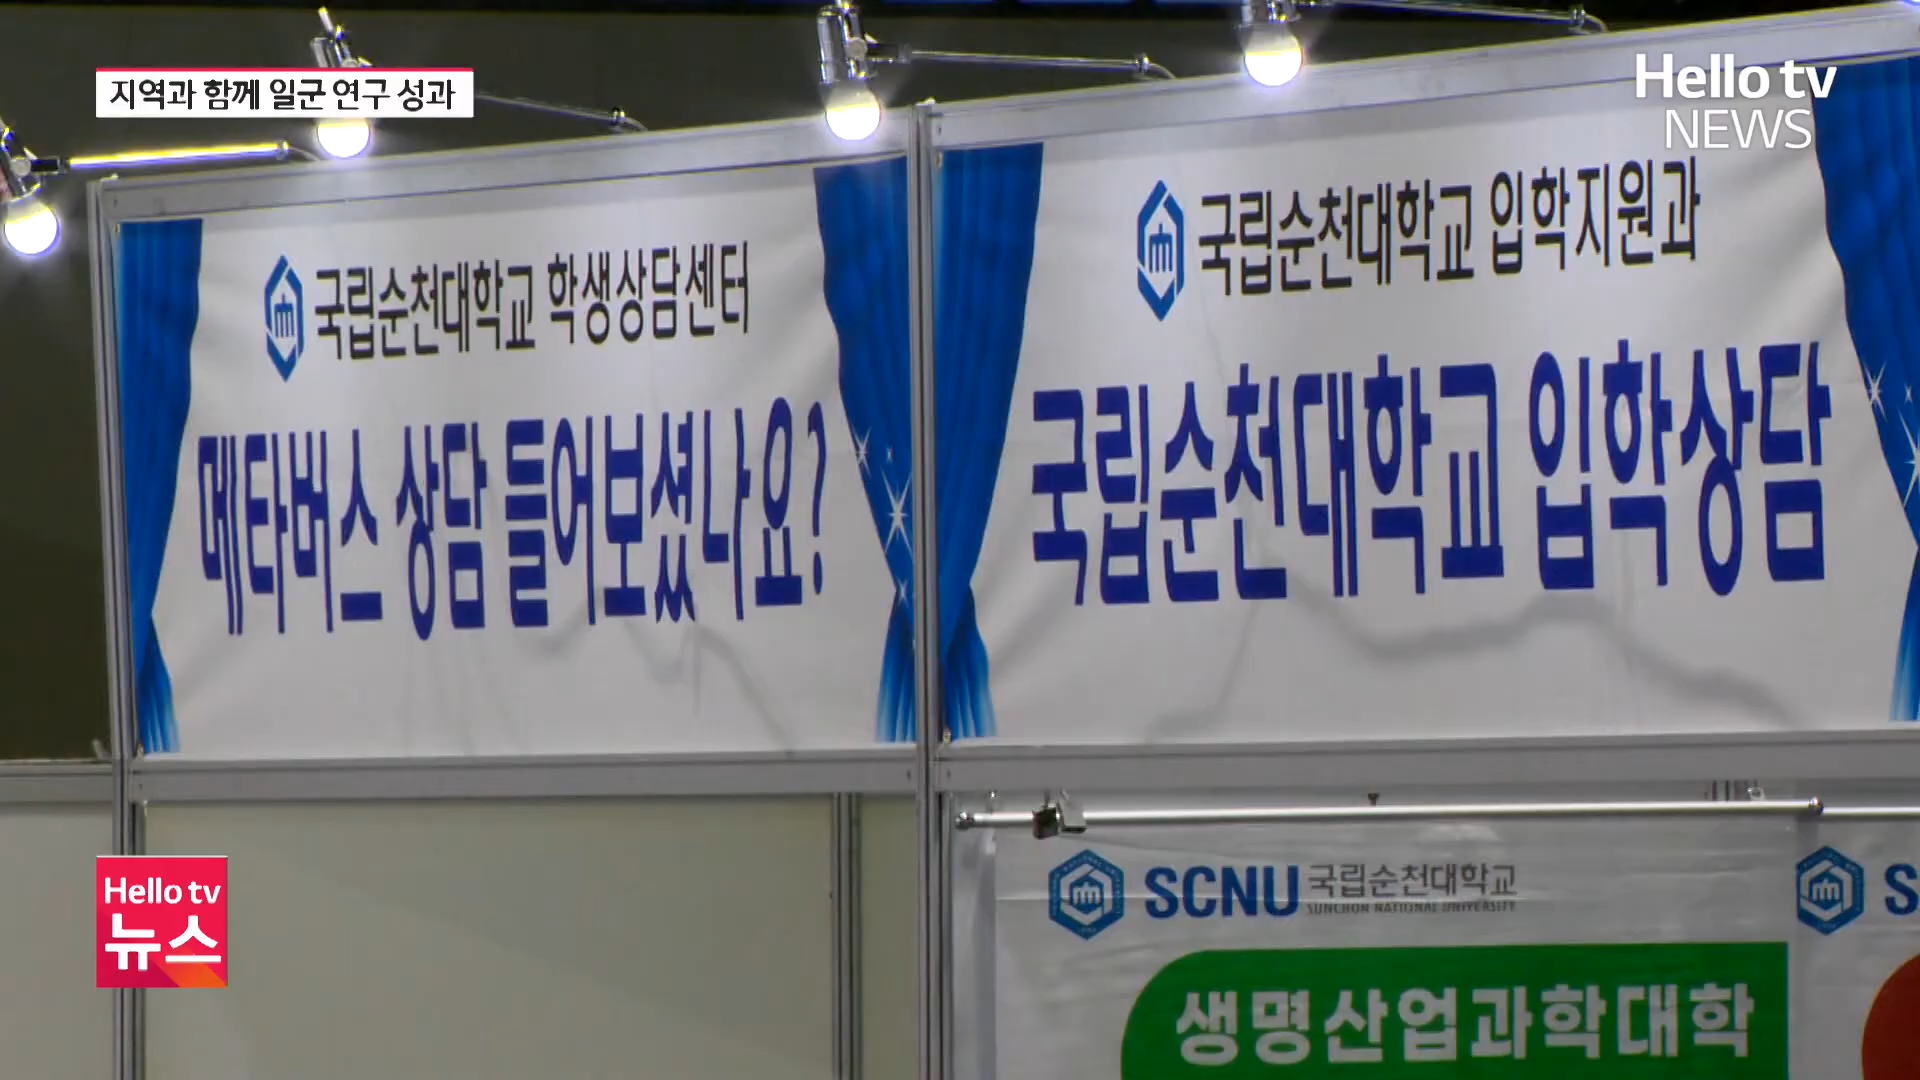 지역과 함께 일군 연구 성과
Hello tv
NEWS
국립순천대학교 학생상담센터
메타버스 상담 들어보셨나요?
국립순천대학교 입학지원과
국립순천대학교 입학상담
SCNU 국립순천대학교
SUNCHON NATIONAL UNIVERSITY
S
생명산업과학대학
Hello tv
뉴스